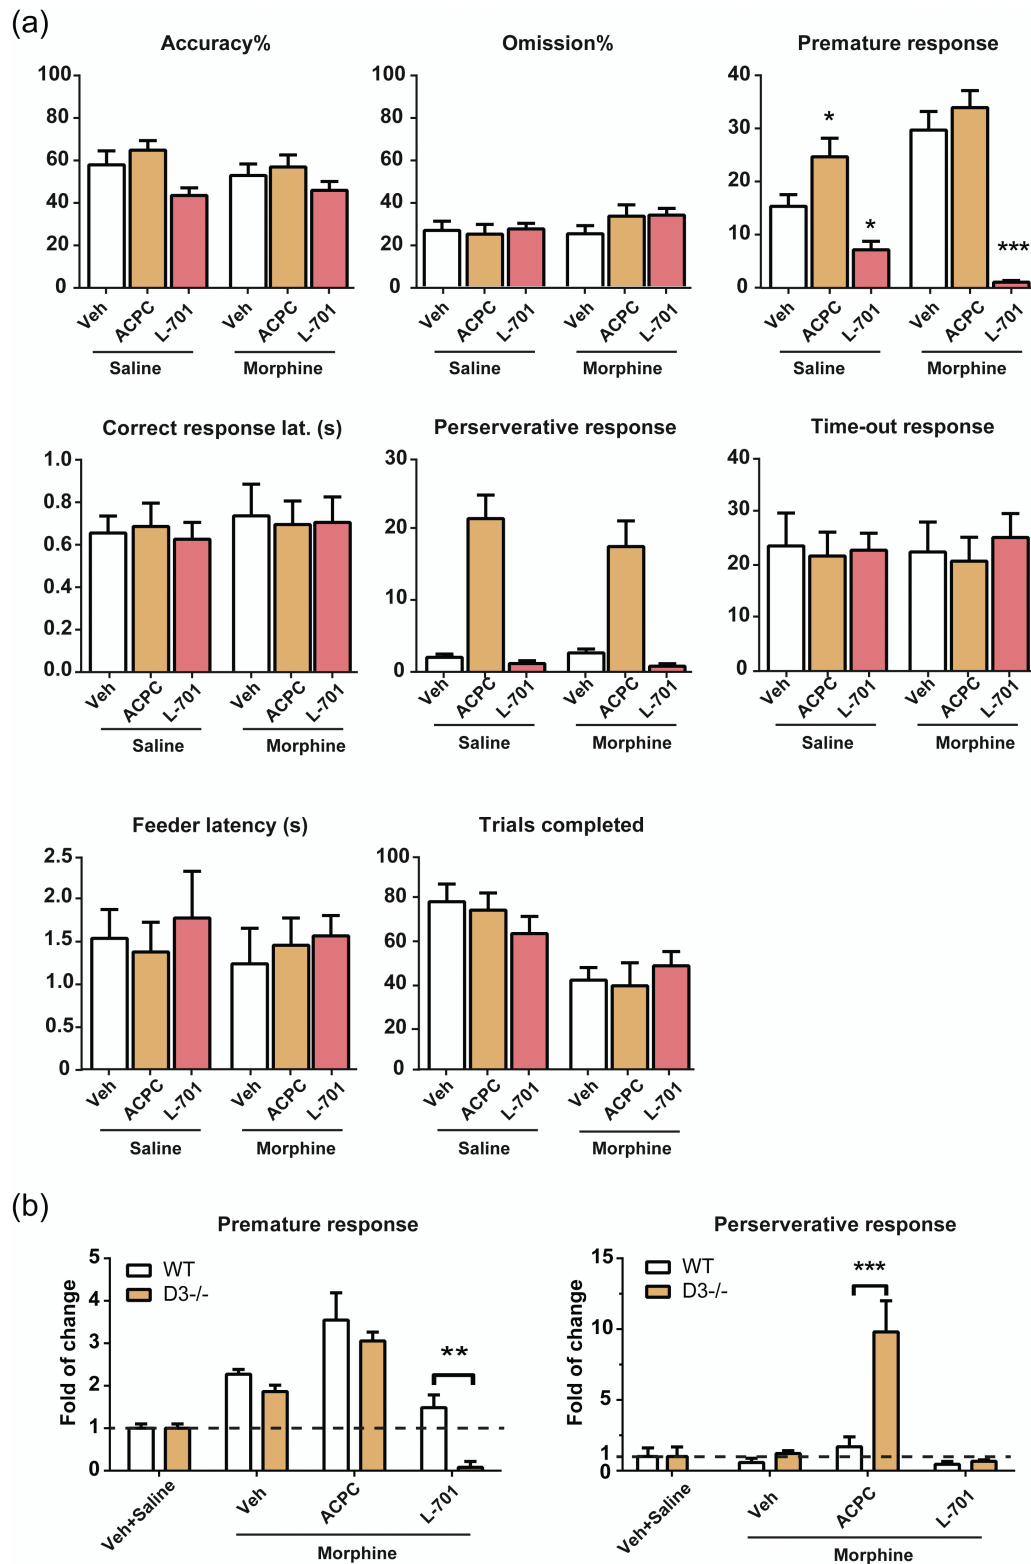 (a)
Accuracy%
Omission%
Premature response
100
80
60
40
20
0
Veh
ACPC
L-701
Veh
ACPC
L-701
Saline
Morphine
100
80
60
40
20
0
Veh
ACPC
L-701
Veh
ACPC
L-701
Saline
Morphine
40
30
20
10
0
*
*
***
Veh
ACPC
L-701
Veh
ACPC
L-701
Saline
Morphine
Correct response lat. (s)
Perserverative response
Time-out response
1.0
0.8
0.6
0.4
0.2
0.0
Veh
ACPC
L-701
Veh
ACPC
L-701
Saline
Morphine
30
20
10
0
Veh
ACPC
L-701
Veh
ACPC
L-701
Saline
Morphine
40
30
20
10
0
Veh
ACPC
L-701
Veh
ACPC
L-701
Saline
Morphine
Feeder latency (s)
Trials completed
2.5
2.0
1.5
1.0
0.5
0
Veh
ACPC
L-701
Veh
ACPC
L-701
Saline
Morphine
100
80
60
40
20
0
Veh
ACPC
L-701
Veh
ACPC
L-701
Saline
Morphine
(b)
Premature response
Perserverative response
Fold of change
5
4
3
2
1
0
WT
D3-/-
**
Veh+Saline
Veh
ACPC
L-701
Morphine
Fold of change
15
10
5
1
0
WT
D3-/-
***
Veh+Saline
Veh
ACPC
L-701
Morphine